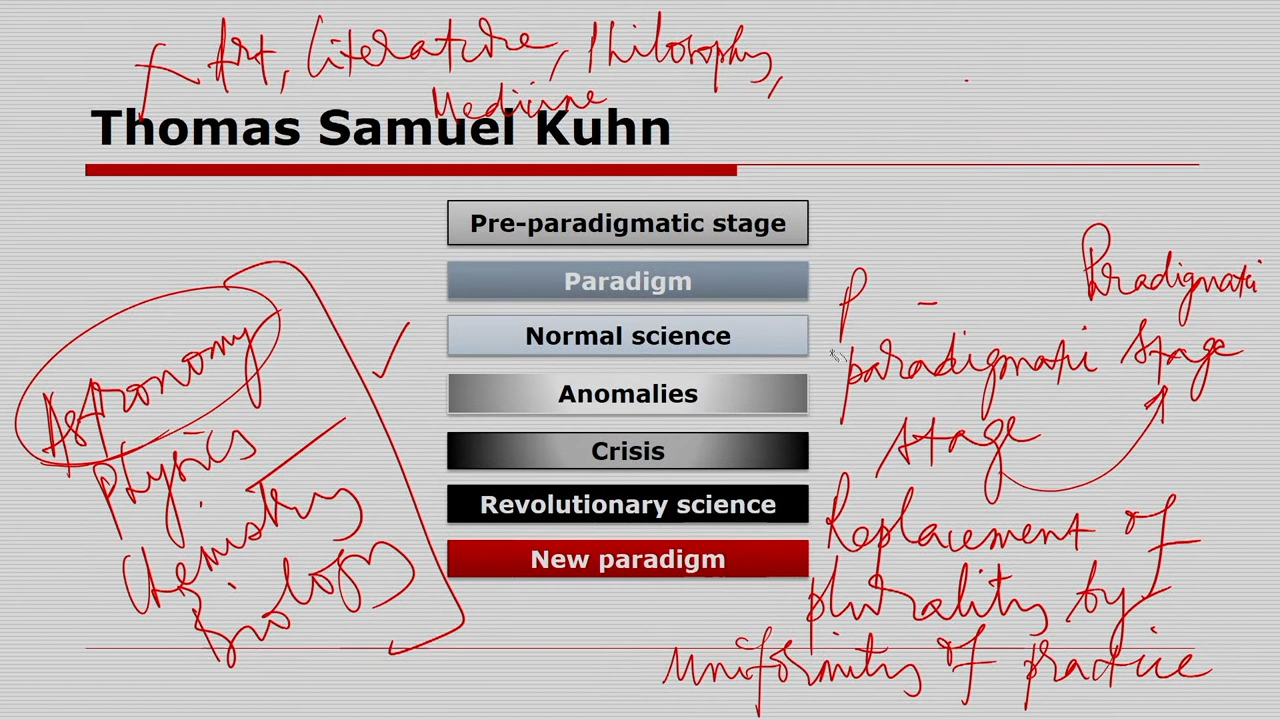 Art, Literature, Philosophy,
Medicine
Thomas Samuel Kuhn
Pre-paradigmatic stage
Paradigm
Normal science
Anomalies
Crisis
Revolutionary science
New paradigm
Astronomy
Physics
Chemistry
Biology
P - Paradigmati
paradigmatic Stage
Stage
Replacement of
plurality by
uniformity of practice